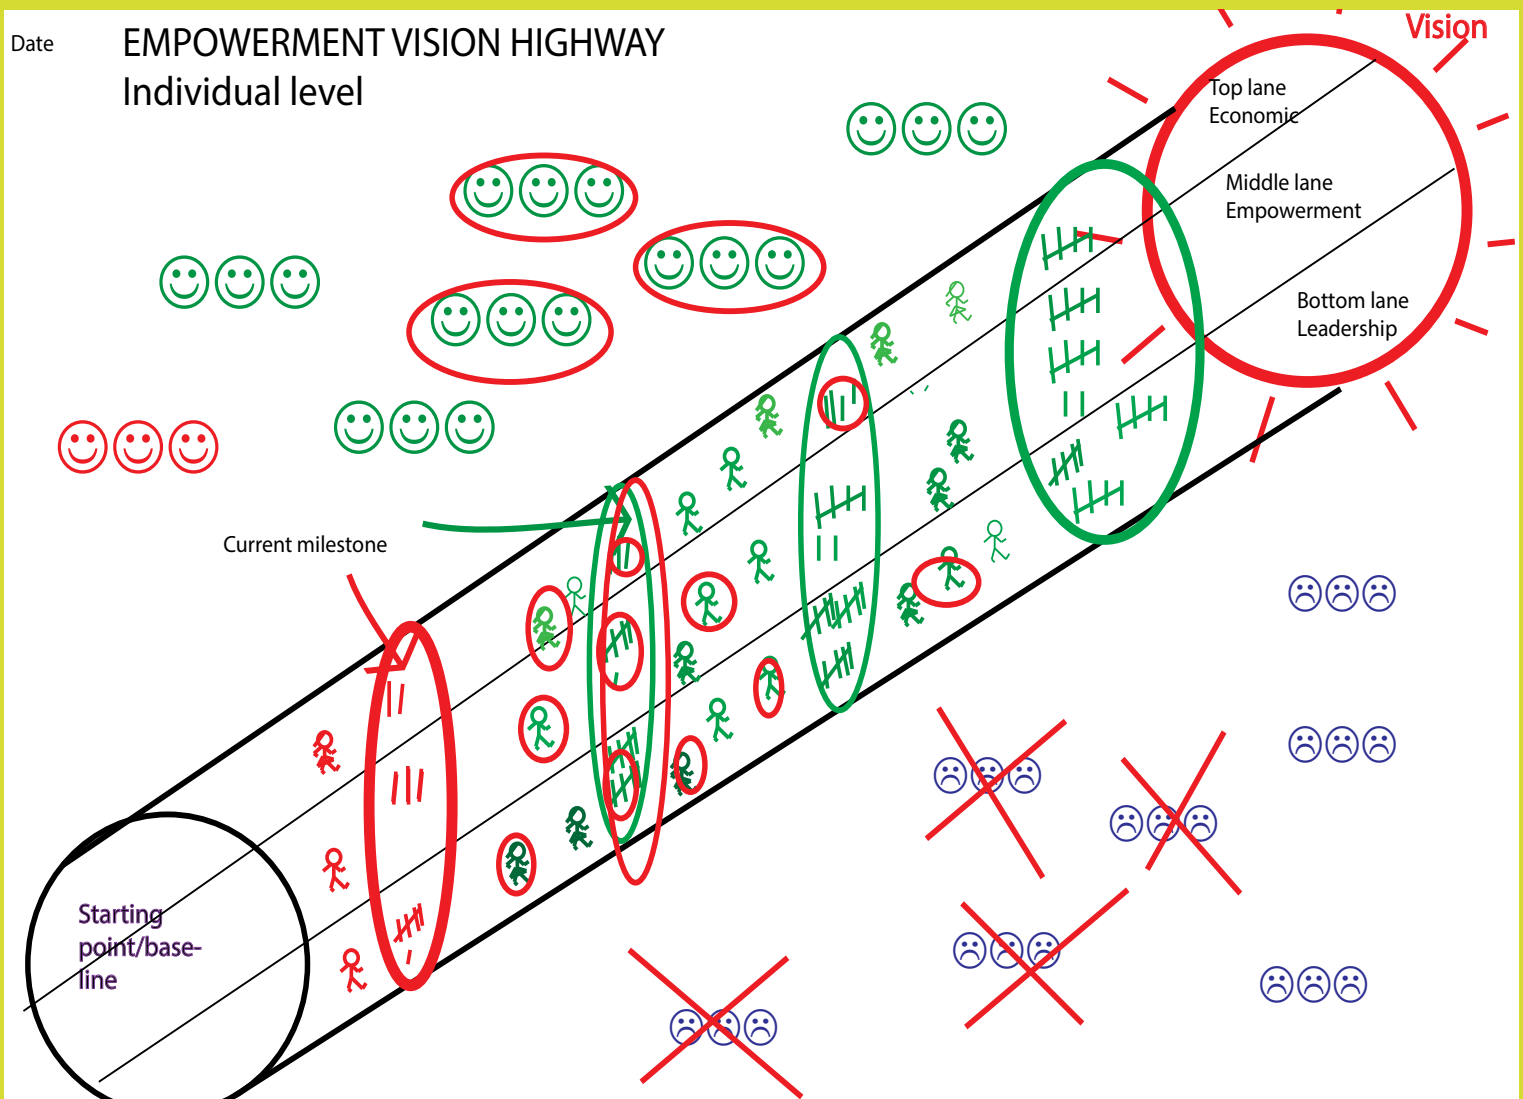 Date
EMPOWERMENT VISION HIGHWAY
Individual level
Vision
Top lane
Economic
Middle lane
Empowerment
Bottom lane
Leadership
Current milestone
Starting
point/base-
line